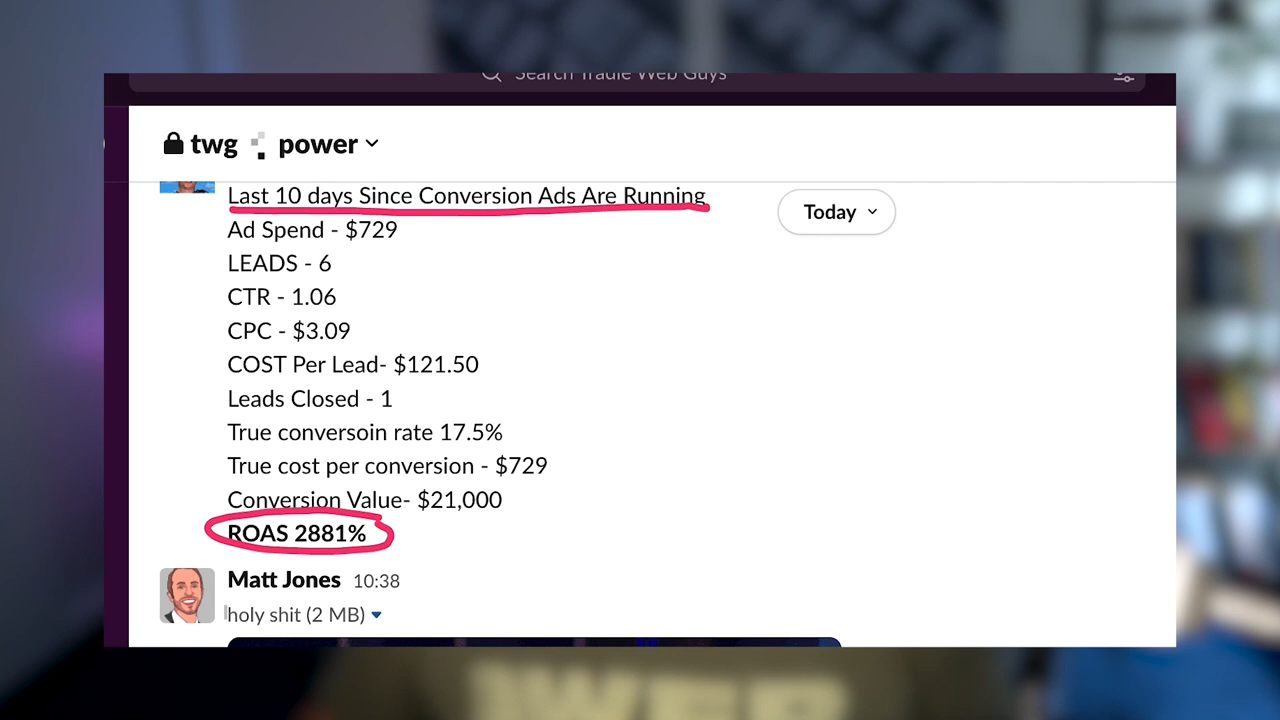 Search Tradie Web Guys
twg power
Last 10 days Since Conversion Ads Are Running
Today
Ad Spend - $729
LEADS - 6
CTR - 1.06
CPC - $3.09
COST Per Lead- $121.50
Leads Closed - 1
True conversoin rate 17.5%
True cost per conversion - $729
Conversion Value- $21,000
ROAS 2881%
Matt Jones 10:38
holy shit (2 MB)